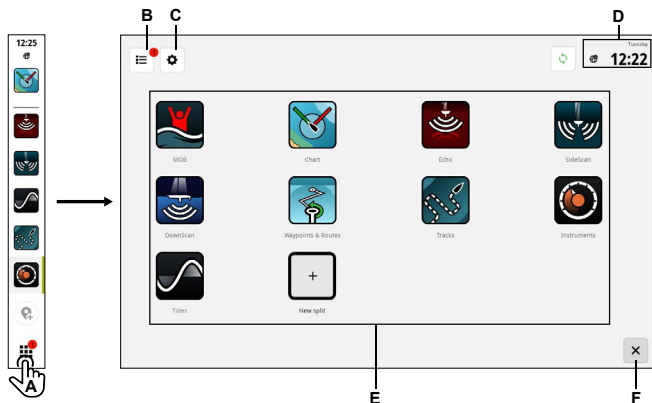 B
C
D
12:25
Tuesday
12:22
MOB
Chart
Echo
SideScan
DownScan
Waypoints & Routes
Tracks
Instruments
Tides
New split
A
E
F